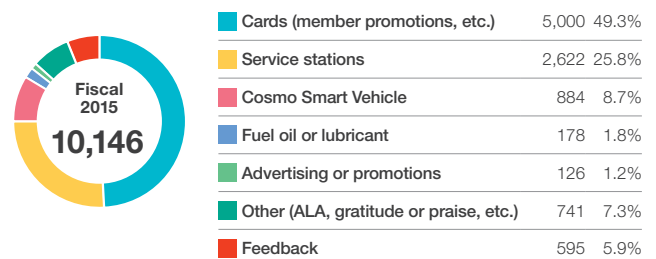 Fiscal
2015
10,146
Cards (member promotions, etc.) 5,000 49.3%
Service stations 2,622 25.8%
Cosmo Smart Vehicle 884 8.7%
Fuel oil or lubricant 178 1.8%
Advertising or promotions 126 1.2%
Other (ALA, gratitude or praise, etc.) 741 7.3%
Feedback 595 5.9%